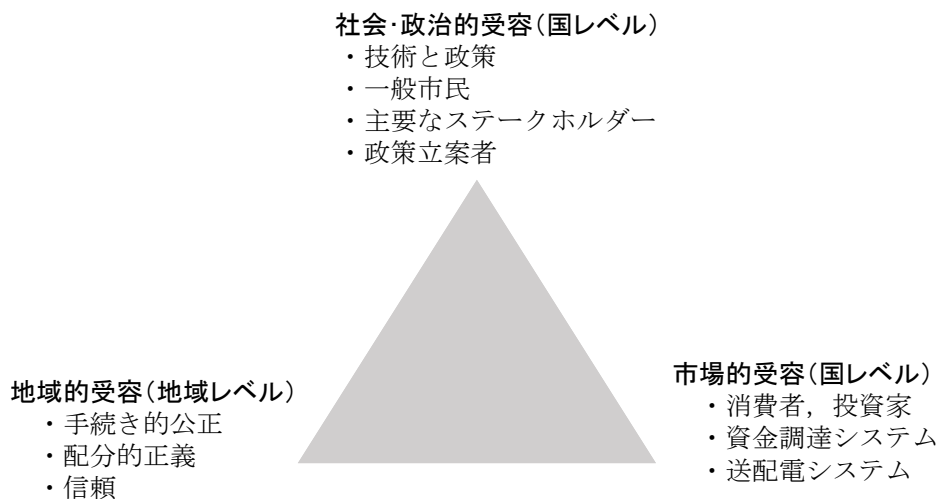 社会・政治的受容（国レベル）
・技術と政策
・一般市民
・主要なステークホルダー
・政策立案者
地域的受容（地域レベル）
・手続き的公正
・配分的正義
・信頼
市場的受容（国レベル）
・消費者，投資家
・資金調達システム
・送配電システム